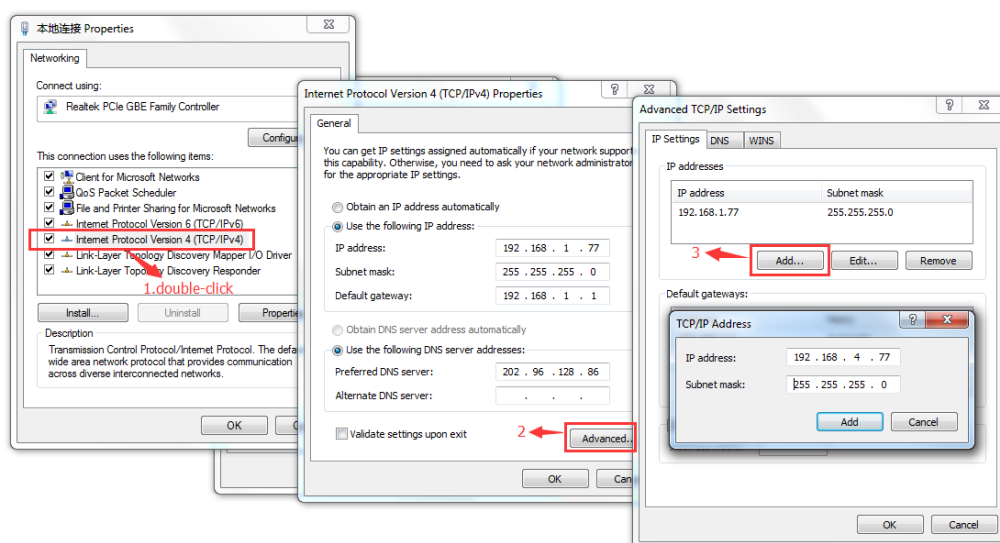 本地连接 Properties
Networking
Connect using:
Realtek PCIe GBE Family Controller
Configu
This connection uses the following items:
Client for Microsoft Networks
QoS Packet Scheduler
File and Printer Sharing for Microsoft Networks
Internet Protocol Version 6 (TCP/IPv6)
Internet Protocol Version 4 (TCP/IPv4)
Link-Layer Topology Discovery Mapper I/O Driver
Link-Layer Topology Discovery Responder
1.double-click
Install...
Uninstall
Propertie
Description
Transmission Control Protocol/Internet Protocol. The defa
wide area network protocol that provides communication
across diverse interconnected networks.
OK
C
Internet Protocol Version 4 (TCP/IPv4) Properties
General
You can get IP settings assigned automatically if your network support
this capability. Otherwise, you need to ask your network administrator
for the appropriate IP settings.
Obtain an IP address automatically
Use the following IP address:
IP address:
192 . 168 . 1 . 77
Subnet mask:
255 . 255 . 255 . 0
Default gateway:
192 . 168 . 1 . 1
Obtain DNS server address automatically
Use the following DNS server addresses:
Preferred DNS server:
202 . 96 . 128 . 86
Alternate DNS server:
. . .
Validate settings upon exit
2
Advanced..
OK
Can
Advanced TCP/IP Settings
IP Settings
DNS
WINS
IP addresses
IP address
Subnet mask
192.168.1.77
255.255.255.0
3
Add...
Edit...
Remove
Default gateways:
TCP/IP Address
IP address:
192 . 168 . 4 . 77
Subnet mask:
255 . 255 . 255 . 0
Add
Cancel
OK
Cancel